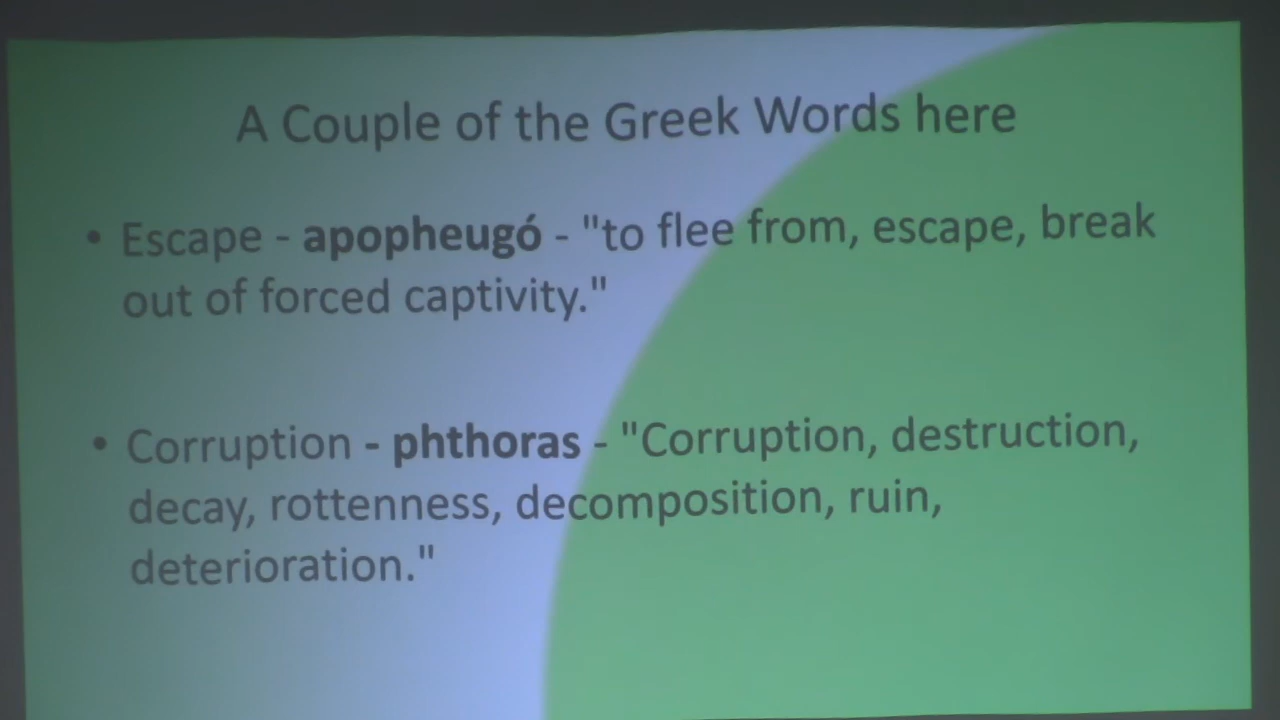 A Couple of the Greek Words here
• Escape - apopheugó - "to flee from, escape, break
out of forced captivity."
• Corruption - phthoras - "Corruption, destruction,
decay, rottenness, decomposition, ruin,
deterioration."